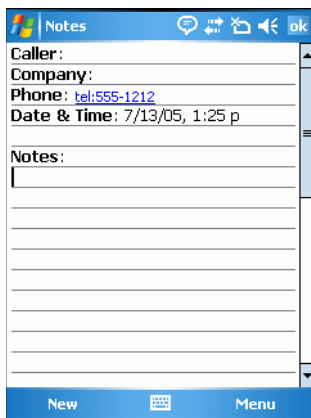 Notes
ok
Caller:
Company:
Phone: tel:555-1212
Date & Time: 7/13/05, 1:25 p
Notes:
New
Menu